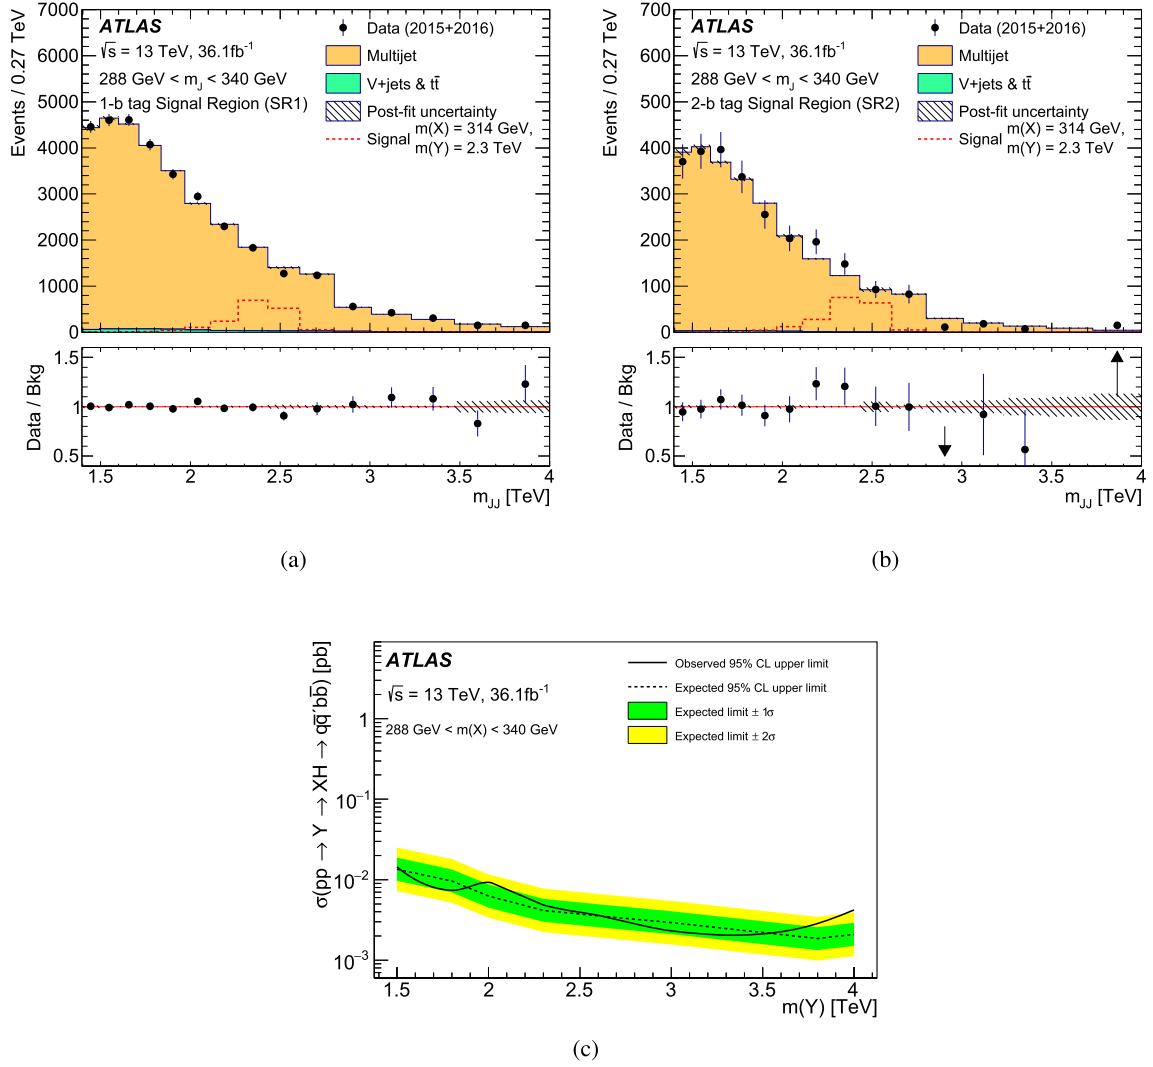 Events / 0.27 TeV
7000
6000
5000
4000
3000
2000
1000
0
ATLAS
√s = 13 TeV, 36.1fb⁻¹
288 GeV < m_J < 340 GeV
1-b tag Signal Region (SR1)
Data (2015+2016)
Multijet
V+jets & tt̄
Post-fit uncertainty
Signal m(X) = 314 GeV,
m(Y) = 2.3 TeV
Data / Bkg
1.5
1
0.5
1.5 2 2.5 3 3.5 4
m_JJ [TeV]
(a)
Events / 0.27 TeV
700
600
500
400
300
200
100
0
ATLAS
√s = 13 TeV, 36.1fb⁻¹
288 GeV < m_J < 340 GeV
2-b tag Signal Region (SR2)
Data (2015+2016)
Multijet
V+jets & tt̄
Post-fit uncertainty
Signal m(X) = 314 GeV,
m(Y) = 2.3 TeV
Data / Bkg
1.5
1
0.5
1.5 2 2.5 3 3.5 4
m_JJ [TeV]
(b)
σ(pp → Y → XH → qq̄′bb̄) [pb]
1
10⁻¹
10⁻²
10⁻³
ATLAS
√s = 13 TeV, 36.1fb⁻¹
288 GeV < m(X) < 340 GeV
Observed 95% CL upper limit
Expected 95% CL upper limit
Expected limit ± 1σ
Expected limit ± 2σ
1.5 2 2.5 3 3.5 4
m(Y) [TeV]
(c)